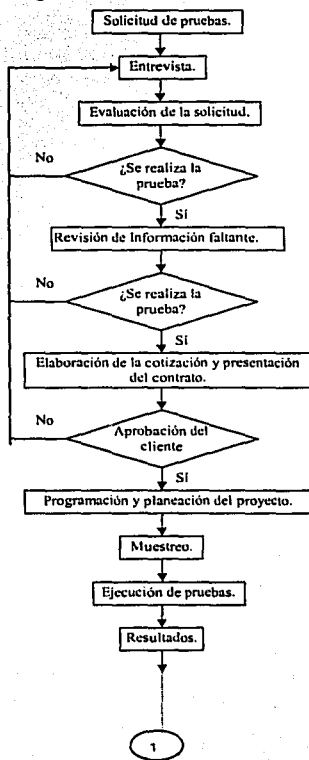 Solicitud de pruebas.
Entrevista.
Evaluación de la solicitud.
No
¿Se realiza la
prueba?
Sí
Revisión de Información faltante.
No
¿Se realiza la
prueba?
Sí
Elaboración de la cotización y presentación
del contrato.
No
Aprobación del
cliente
Sí
Programación y planeación del proyecto.
Muestreo.
Ejecución de pruebas.
Resultados.
1